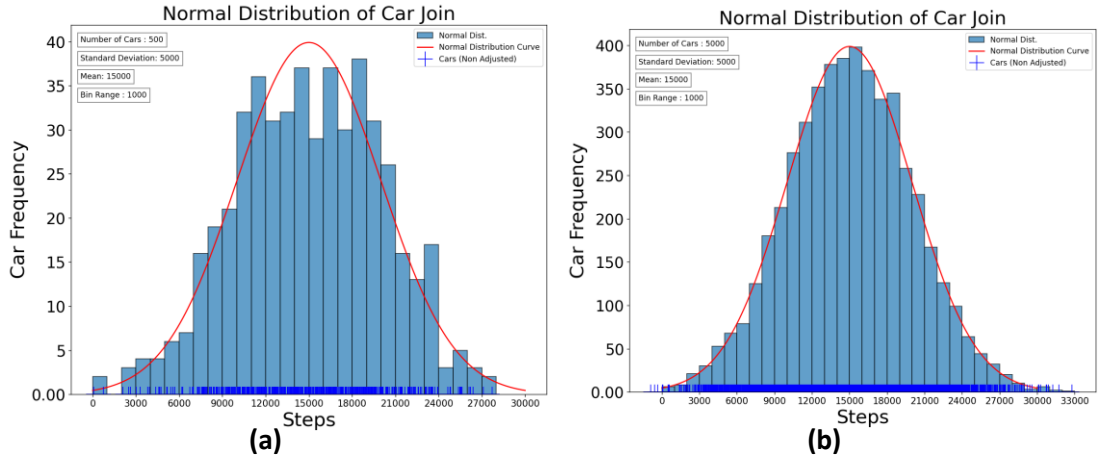 Normal Distribution of Car Join
Number of Cars : 500
Standard Deviation: 5000
Mean: 15000
Bin Range : 1000
Normal Dist.
Normal Distribution Curve
Cars (Non Adjusted)
Car Frequency
40
35
30
25
20
15
10
5
0.00
0 3000 6000 9000 12000 15000 18000 21000 24000 27000 30000
Steps
(a)
Normal Distribution of Car Join
Number of Cars : 5000
Standard Deviation: 5000
Mean: 15000
Bin Range : 1000
Normal Dist.
Normal Distribution Curve
Cars (Non Adjusted)
Car Frequency
400
350
300
250
200
150
100
50
0.00
0 3000 6000 9000 12000 15000 18000 21000 24000 27000 30000 33000
Steps
(b)